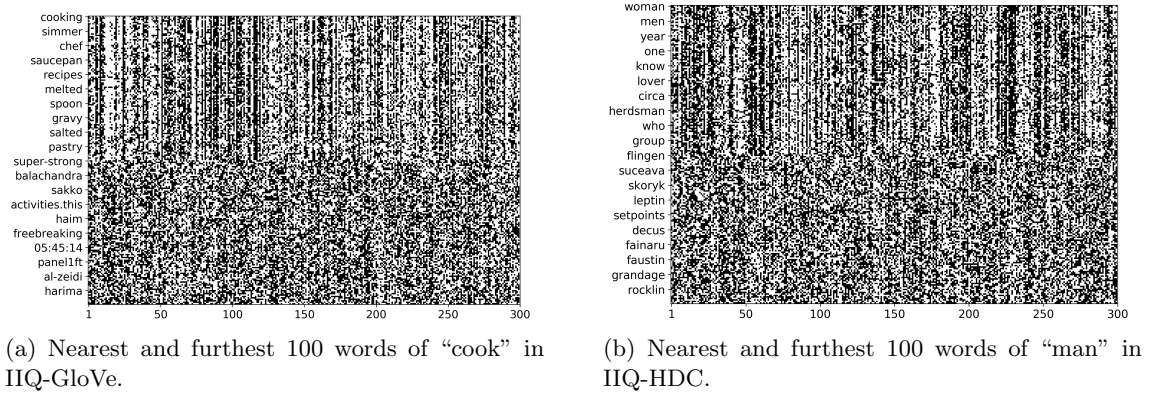 cooking
simmer
chef
saucepan
recipes
melted
spoon
gravy
salted
pastry
super-strong
balachandra
sakko
activities.this
haim
freebreaking
05:45:14
panel1ft
al-zeidi
harima
1 50 100 150 200 250 300
(a) Nearest and furthest 100 words of “cook” in
IIQ-GloVe.
woman
men
year
one
know
lover
circa
herdsman
who
group
flingen
suceava
skoryk
leptin
setpoints
decus
fainaru
faustin
grandage
rocklin
1 50 100 150 200 250 300
(b) Nearest and furthest 100 words of “man” in
IIQ-HDC.